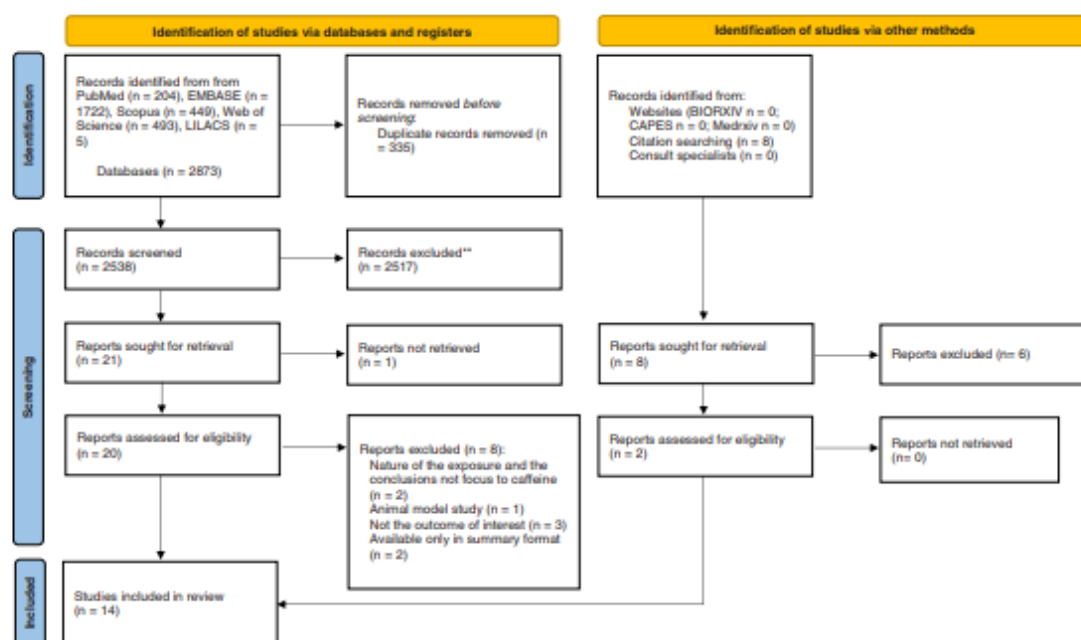 Identification of studies via databases and registers
Identification of studies via other methods
Identification
Records identified from from
PubMed (n = 204), EMBASE (n =
1722), Scopus (n = 449), Web of
Science (n = 493), LILACS (n =
5)
Databases (n = 2873)
Records removed before
screening:
Duplicate records removed (n
= 335)
Records identified from:
Websites (BIORXIV n = 0;
CAPES n = 0; Medrxiv n = 0)
Citation searching (n = 8)
Consult specialists (n = 0)
Screening
Records screened
(n = 2538)
Records excluded**
(n = 2517)
Reports sought for retrieval
(n = 21)
Reports not retrieved
(n = 1)
Reports sought for retrieval
(n = 8)
Reports excluded (n= 6)
Reports assessed for eligibility
(n = 20)
Reports excluded (n = 8):
Nature of the exposure and the
conclusions not focus to caffeine
(n = 2)
Animal model study (n = 1)
Not the outcome of interest (n = 3)
Available only in summary format
(n = 2)
Reports assessed for eligibility
(n = 2)
Reports not retrieved
(n= 0)
Included
Studies included in review
(n = 14)